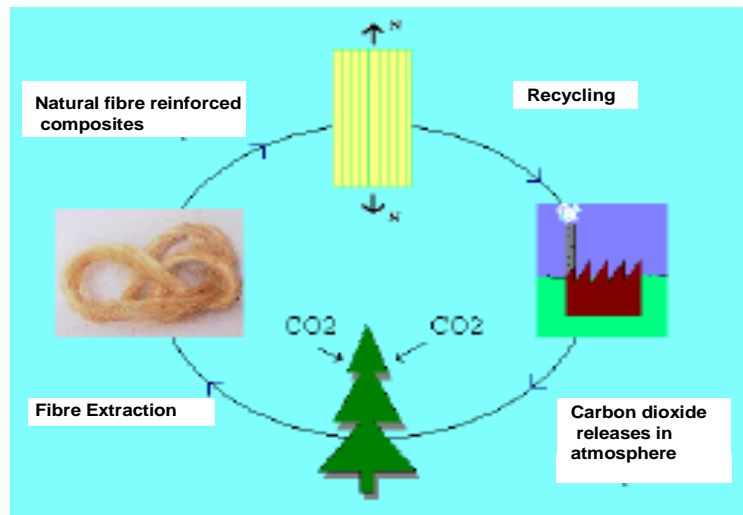 N
Natural fibre reinforced
composites
Recycling
N
CO2 CO2
Fibre Extraction
Carbon dioxide
releases in
atmosphere